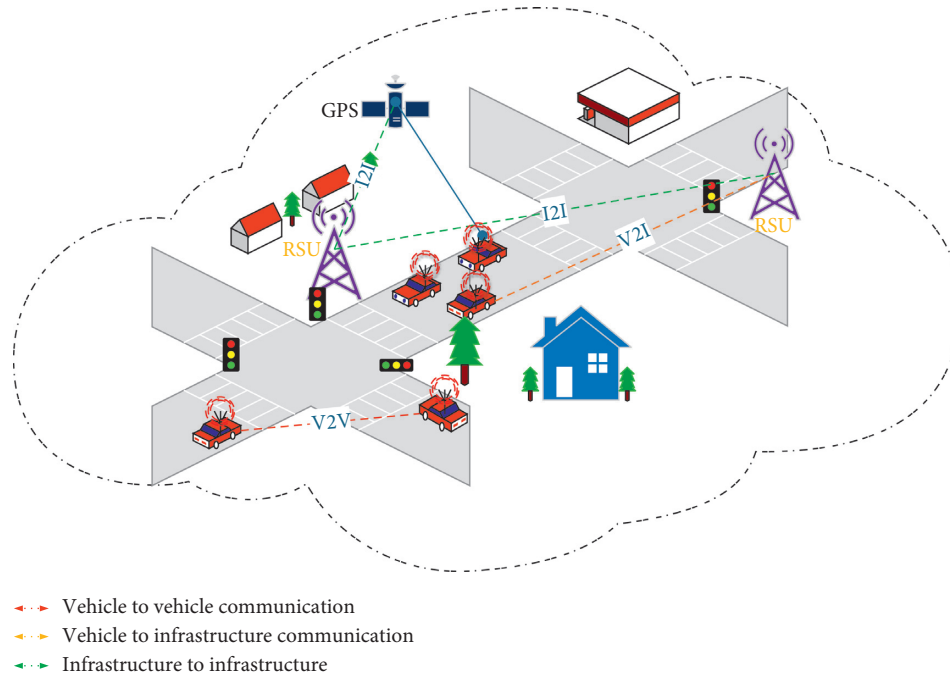 GPS
I2I
RSU
I2I
RSU
V2I
V2V
Vehicle to vehicle communication
Vehicle to infrastructure communication
Infrastructure to infrastructure